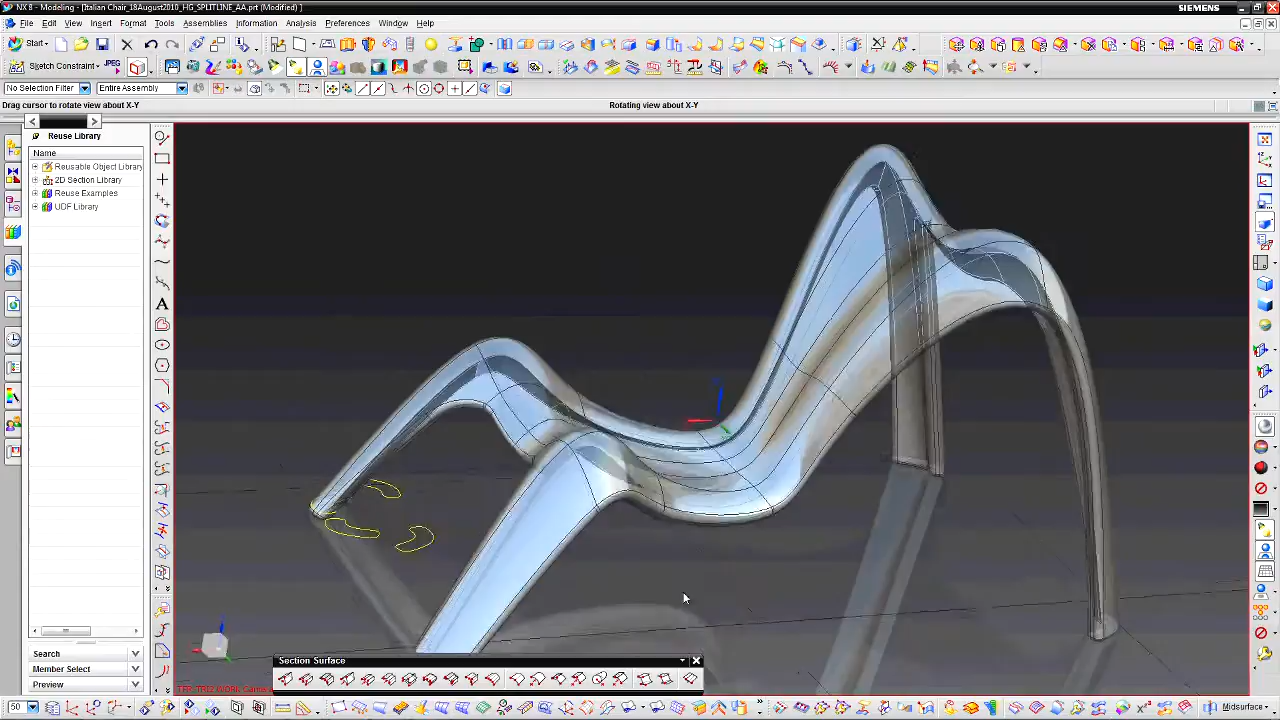 NX 8 - Modeling - [Italian Chair_18August2010_HG_SPLITLINE_AA.prt (Modified) ]
SIEMENS
File Edit View Insert Format Tools Assemblies Information Analysis Preferences Window Help
Sketch Constraint
JPEG
No Selection Filter
Entire Assembly
Drag cursor to rotate view about X-Y
Rotating view about X-Y
Reuse Library
Name
Reusable Object Library
2D Section Library
Reuse Examples
UDF Library
A
Search
Member Select
Preview
Section Surface
50
Midsurface